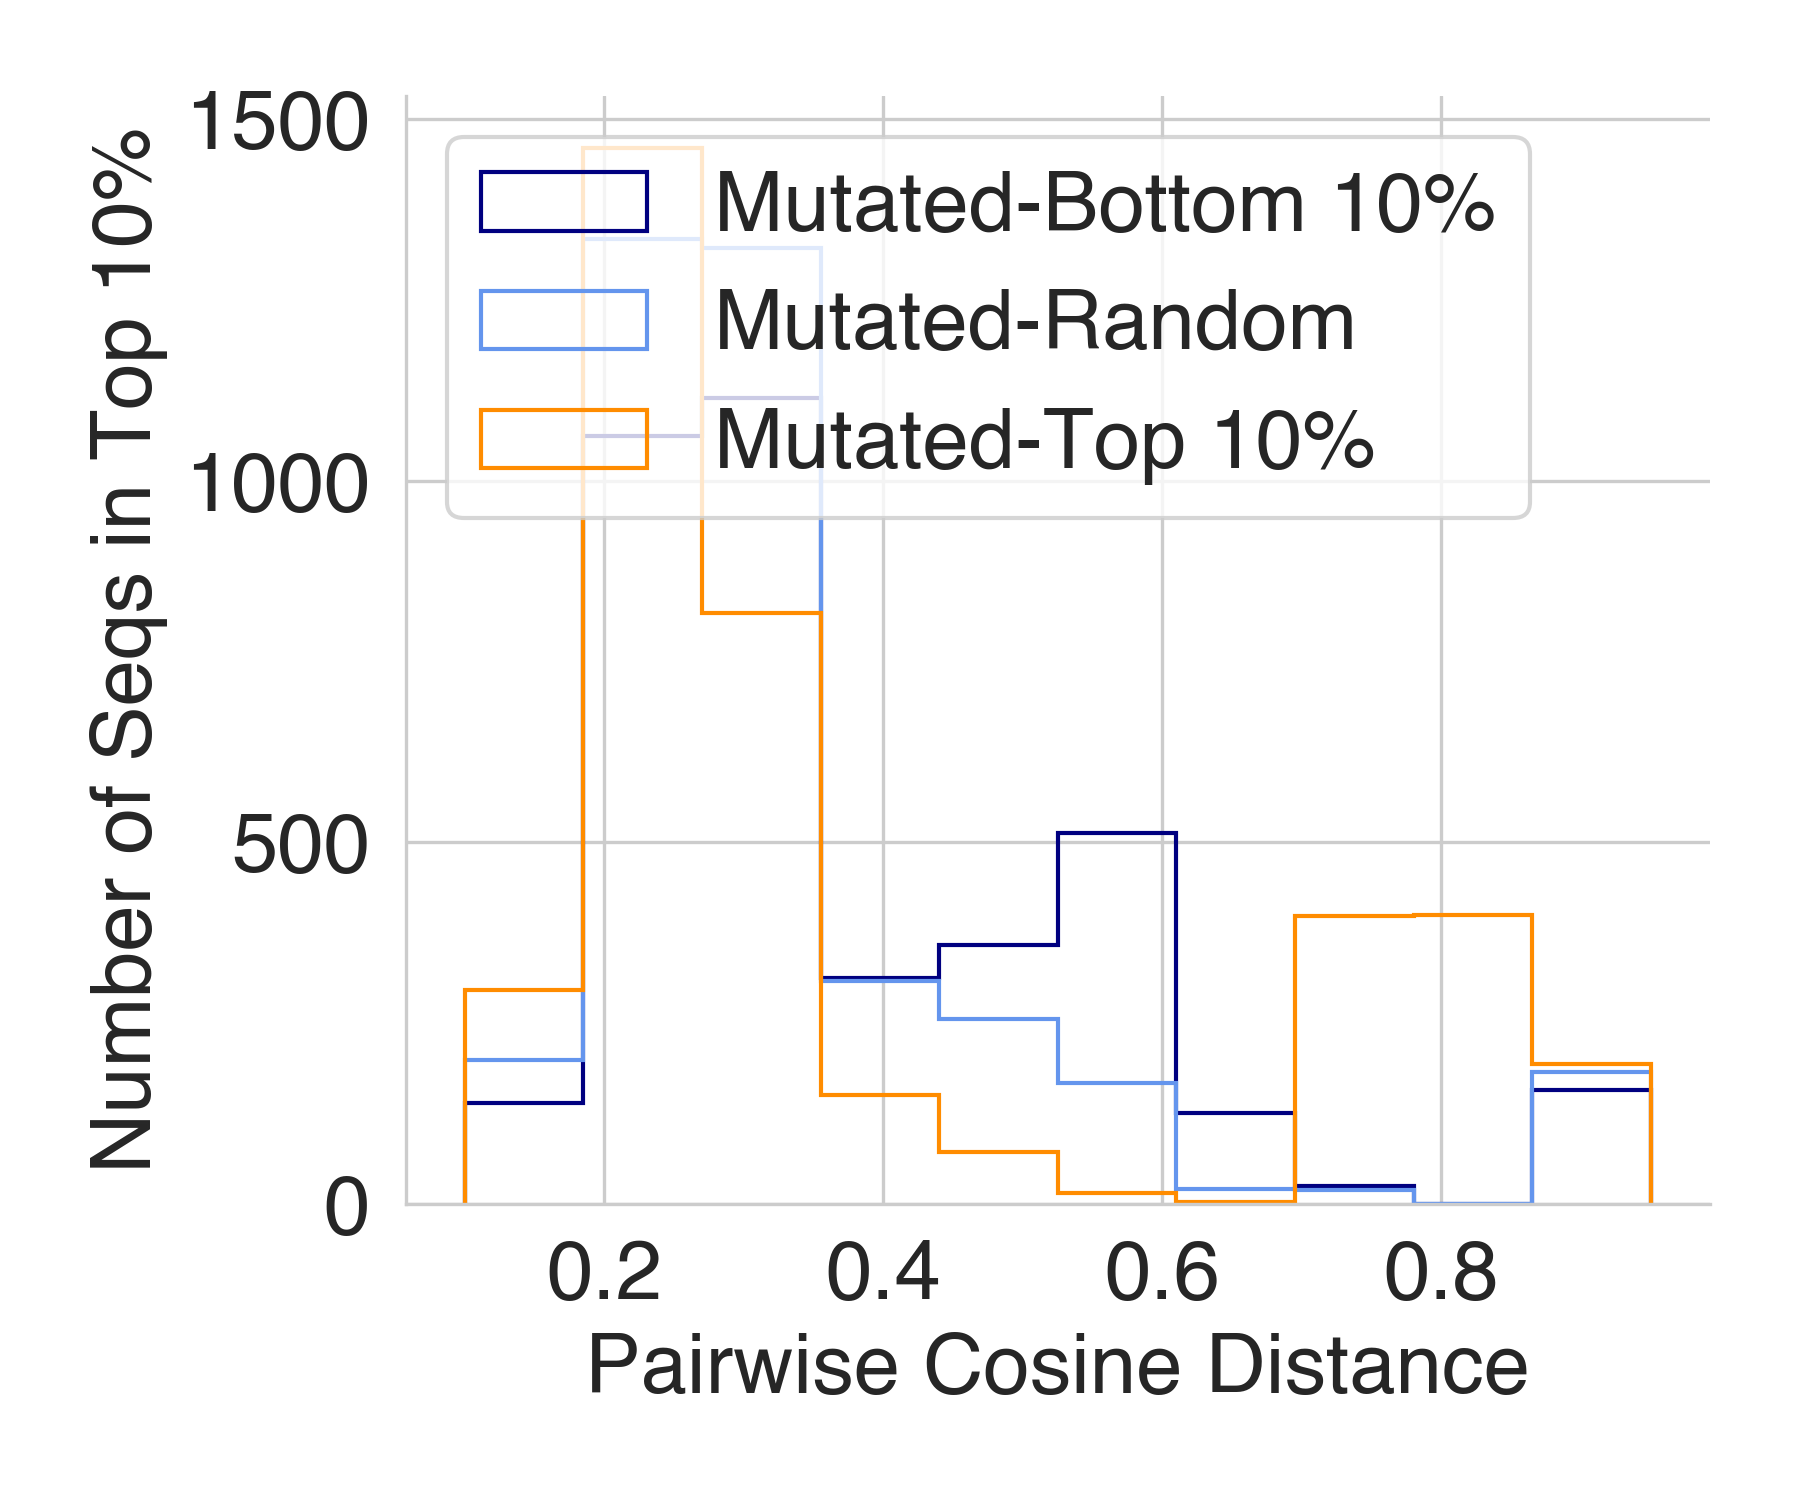 Number of Seqs in Top 10%
1500
1000
500
0
Mutated-Bottom 10%
Mutated-Random
Mutated-Top 10%
0.2 0.4 0.6 0.8
Pairwise Cosine Distance